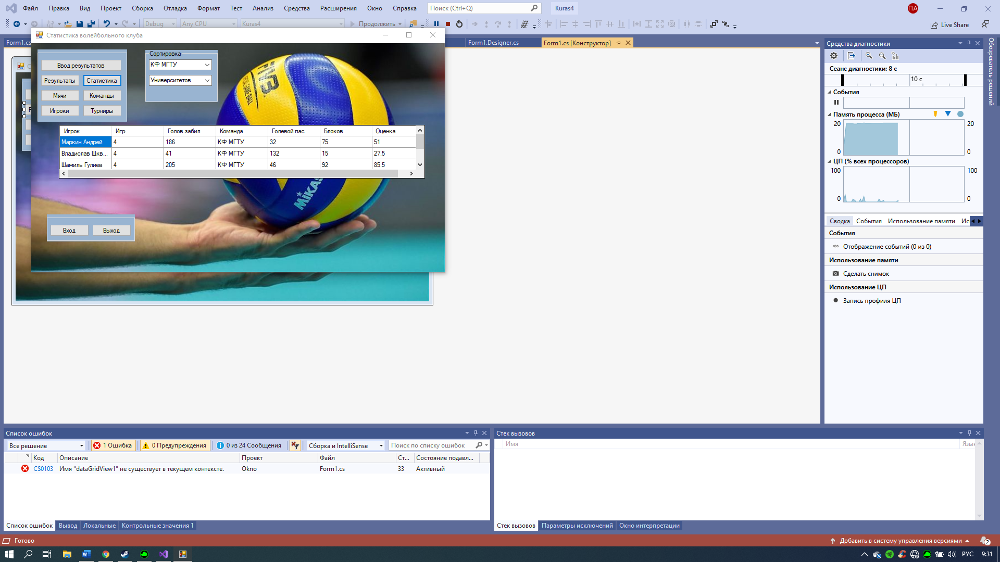 Файл Правка Вид Проект Сборка Отладка Формат Тест Анализ Средства Расширения Окно Справка Поиск (Ctrl+Q) Kuras4 ПА
Debug Any CPU Kuras4 Продолжить Live Share
Form1.cs Form1.Designer.cs Form1.cs [Конструктор]
Статистика волейбольного клуба
Ввод результатов
Результаты Статистика
Мячи Команды
Игроки Турниры
Сортировка
КФ МГТУ
Университетов
Игрок Игр Голов забил Команда Голевой пас Блоков Оценка
Маркин Андрей 4 186 КФ МГТУ 32 75 51
Владислав Щкв... 4 41 КФ МГТУ 132 15 27.5
Шамиль Гулиев 4 205 КФ МГТУ 46 92 85.5
MIKAS
Вход Выход
Средства диагностики
Сеанс диагностики: 8 с
10 с
События
Память процесса (МБ)
20 20
0 0
ЦП (% всех процессоров)
100 100
0 0
Сводка События Использование памяти Ис
События
Отображение событий (0 из 0)
Использование памяти
Сделать снимок
Использование ЦП
Запись профиля ЦП
Обозреватель решений
Список ошибок
Все решение 1 Ошибка 0 Предупреждения 0 из 24 Сообщения Сборка и IntelliSense Поиск по списку ошибок
Код Описание Проект Файл Ст... Состояние подавл...
CS0103 Имя "dataGridView1" не существует в текущем контексте. Okno Form1.cs 33 Активный
Список ошибок Вывод Локальные Контрольные значения 1
Стек вызовов
Имя Язык
Стек вызовов Параметры исключений Окно интерпретации
Готово Добавить в систему управления версиями 2
РУС 9:31